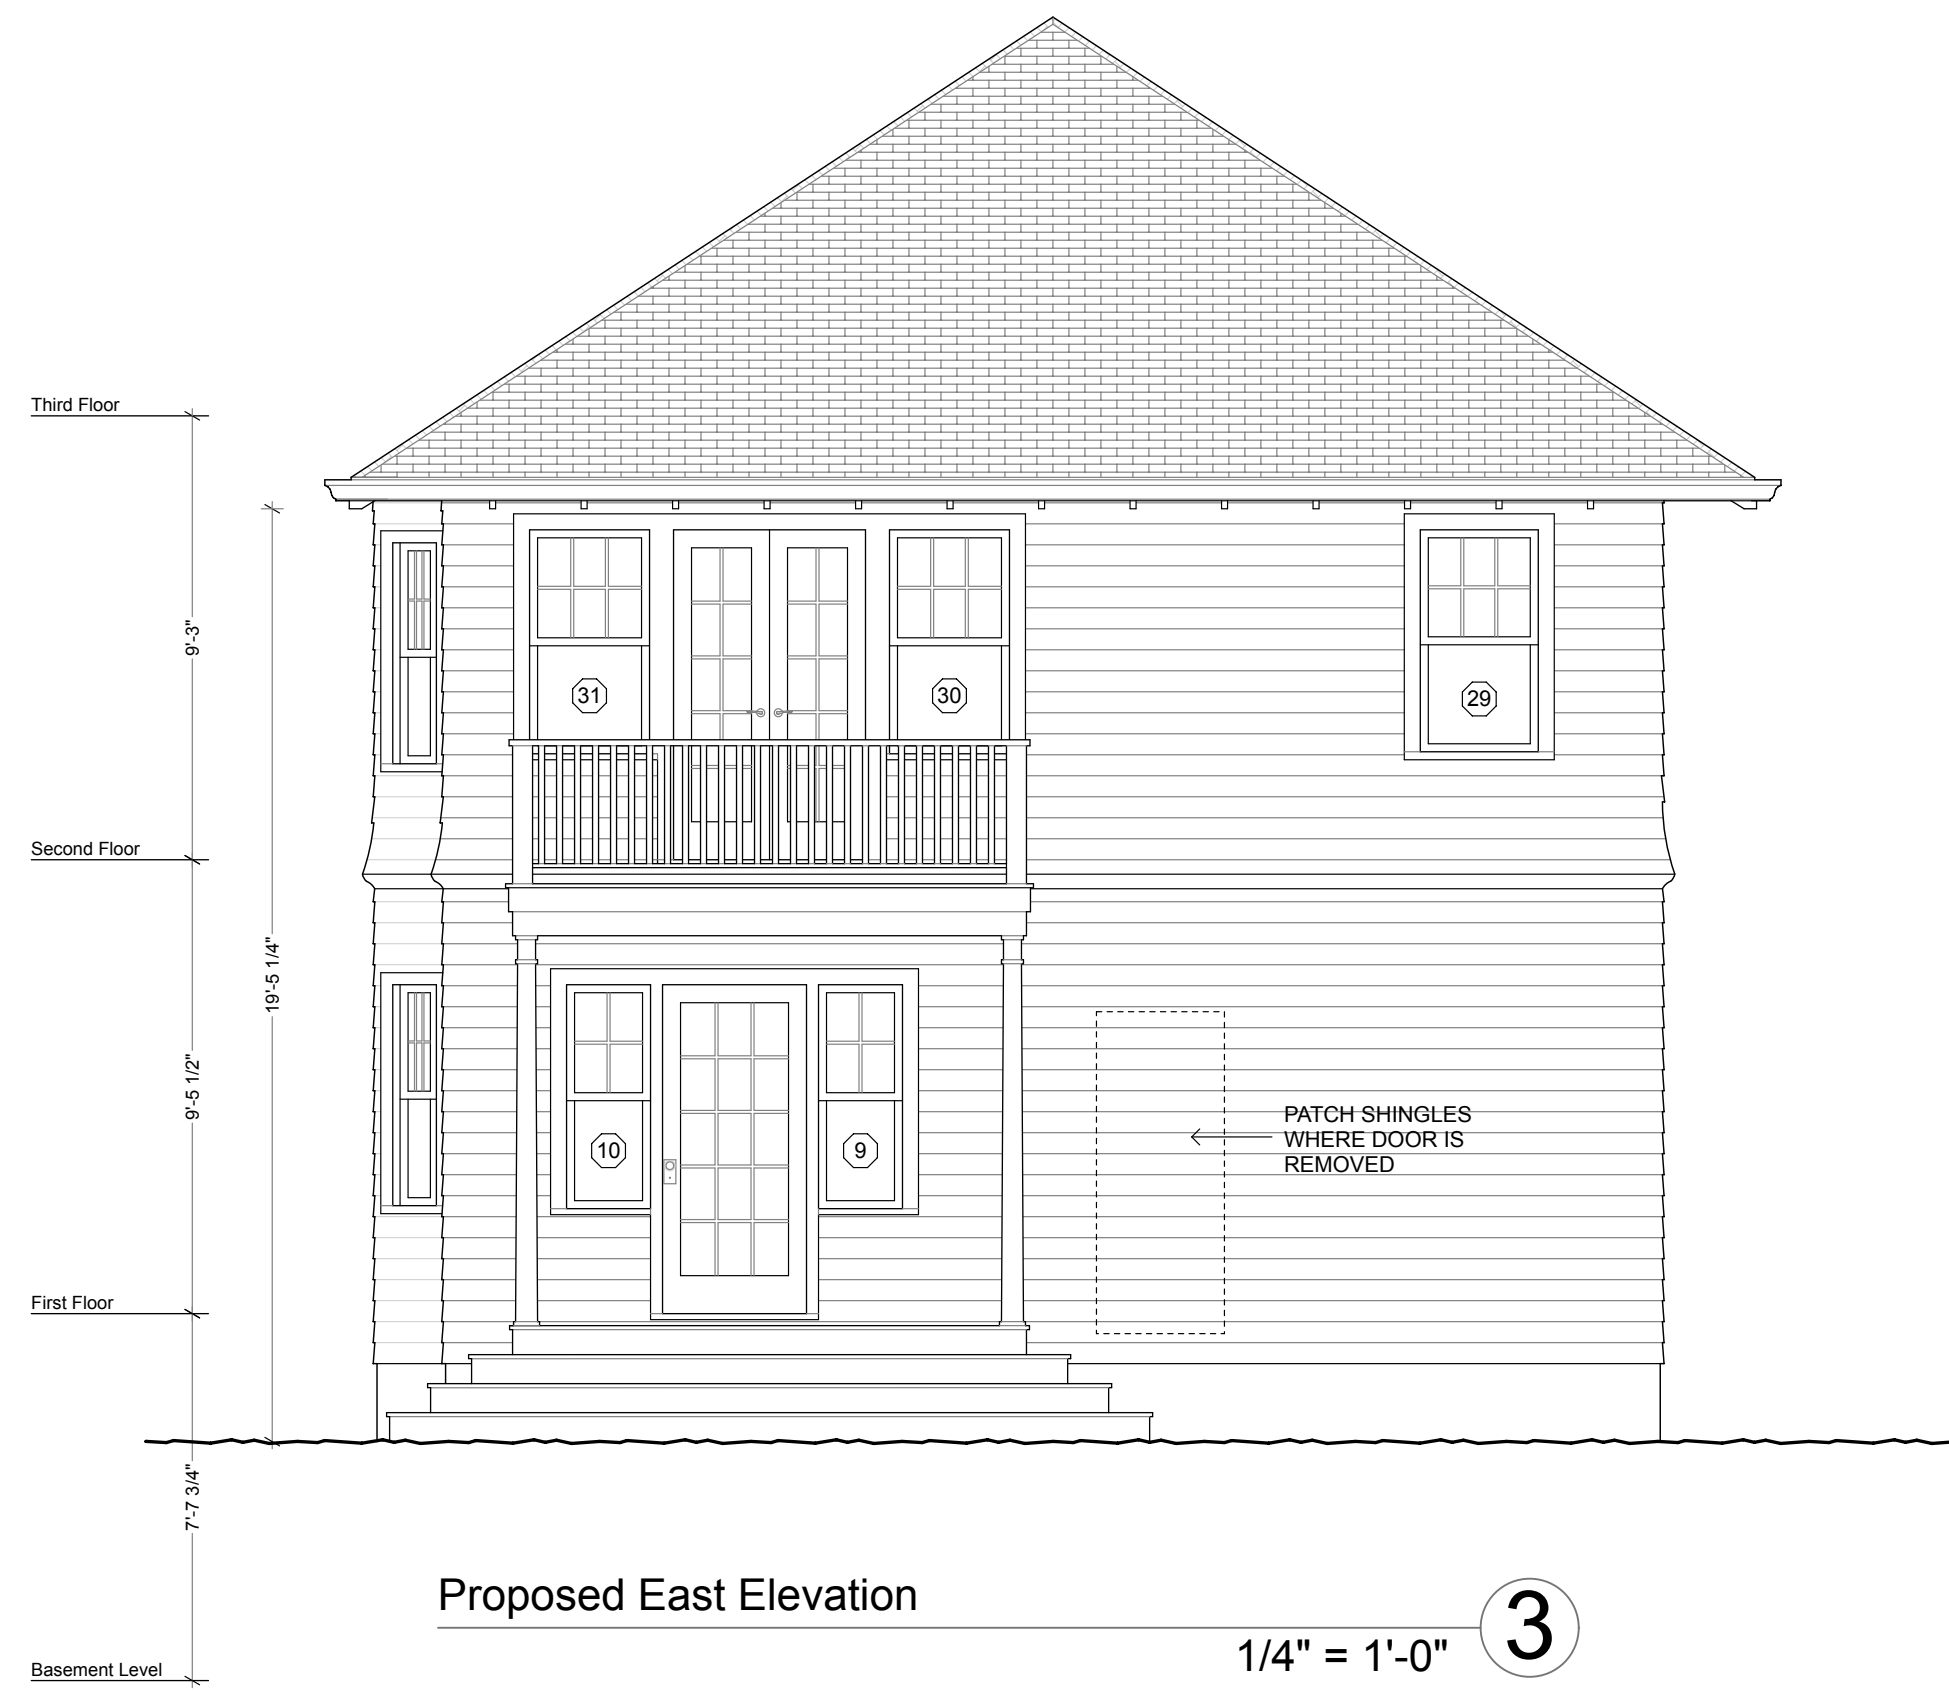 Third Floor
9'-3"
31
30
29
Second Floor
19'-5 1/4"
9'-5 1/2"
PATCH SHINGLES
WHERE DOOR IS
REMOVED
10
9
First Floor
7'-7 3/4"
Proposed East Elevation
3
1/4" = 1'-0"
Basement Level